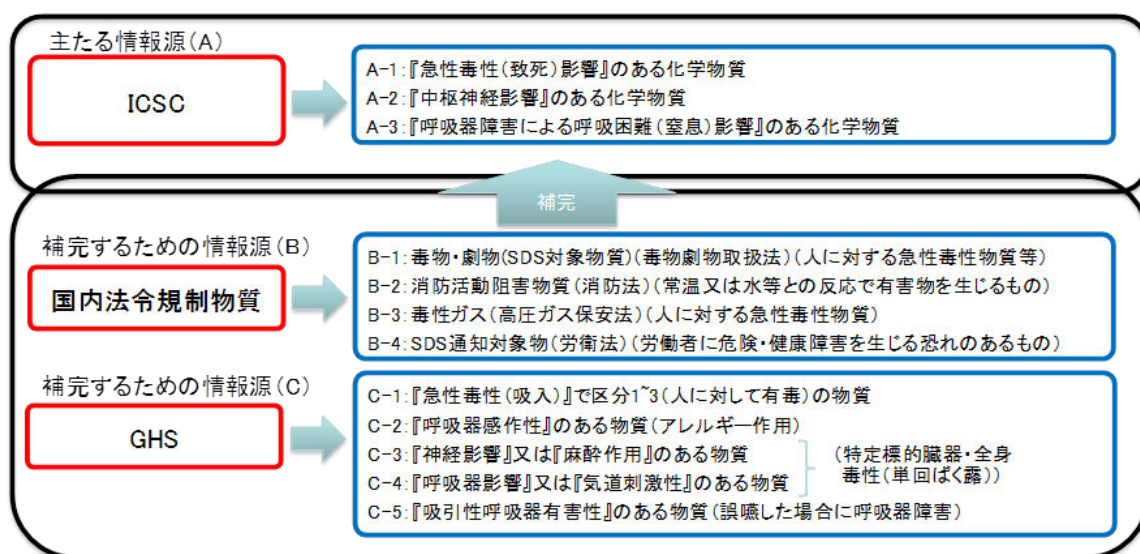 主たる情報源(A)
ICSC
A-1:『急性毒性(致死)影響』のある化学物質
A-2:『中枢神経影響』のある化学物質
A-3:『呼吸器障害による呼吸困難(窒息)影響』のある化学物質
補完
補完するための情報源(B)
国内法令規制物質
B-1:毒物・劇物(SDS対象物質)(毒物劇物取扱法)(人に対する急性毒性物質等)
B-2:消防活動阻害物質(消防法)(常温又は水等との反応で有害物を生じるもの)
B-3:毒性ガス(高圧ガス保安法)(人に対する急性毒性物質)
B-4:SDS通知対象物(労衛法)(労働者に危険・健康障害を生じる恐れのあるもの)
補完するための情報源(C)
GHS
C-1:『急性毒性(吸入)』で区分1~3(人に対して有毒)の物質
C-2:『呼吸器感作性』のある物質(アレルギー作用)
C-3:『神経影響』又は『麻酔作用』のある物質
C-4:『呼吸器影響』又は『気道刺激性』のある物質
(特定標的臓器・全身
毒性(単回ばく露))
C-5:『吸引性呼吸器有害性』のある物質(誤嚥した場合に呼吸器障害)